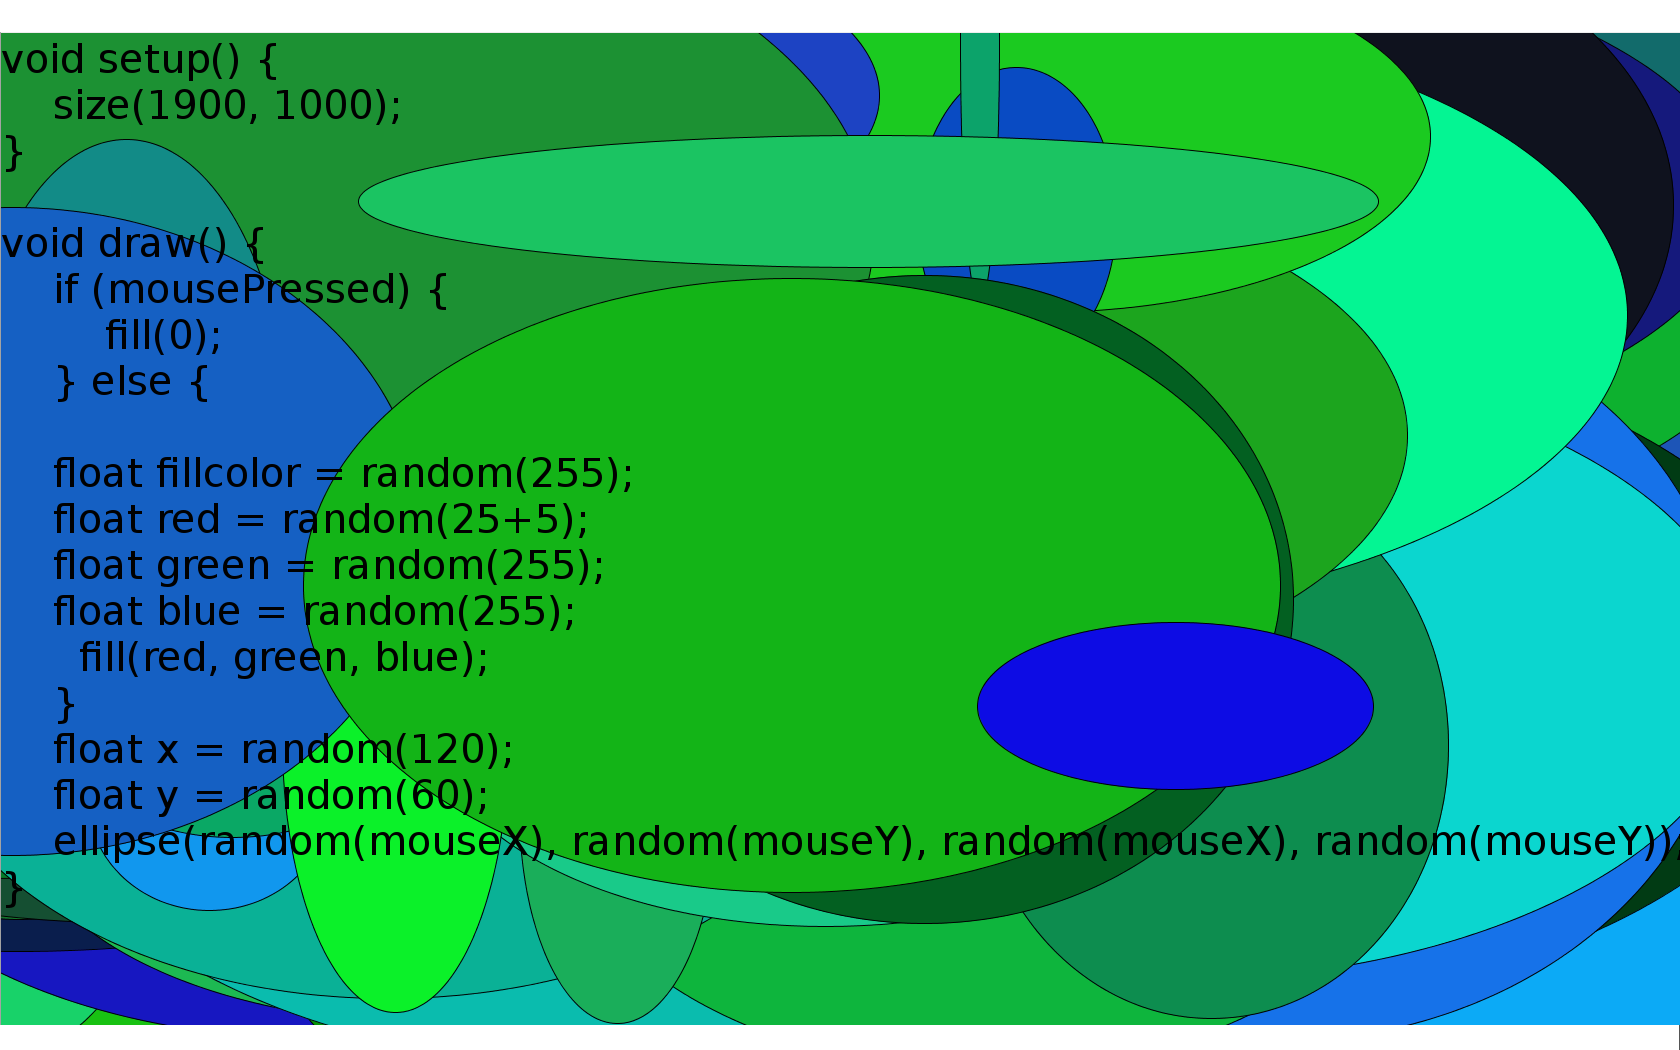 void setup() {
size(1900, 1000);
}
void draw() {
if (mousePressed) {
fill(0);
} else {
float fillcolor = random(255);
float red = random(25+5);
float green = random(255);
float blue = random(255);
fill(red, green, blue);
}
float x = random(120);
float y = random(60);
ellipse(random(mouseX), random(mouseY), random(mouseX), random(mouseY))
}